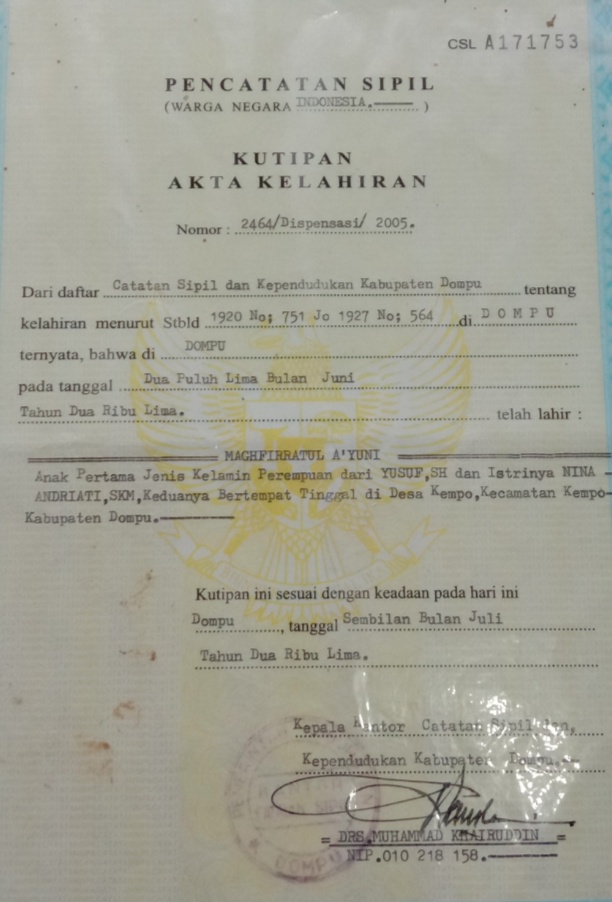 CSL A171753
PENCATATAN SIPIL
(WARGA NEGARA INDONESIA.—— )
KUTIPAN
AKTA KELAHIRAN
Nomor : 2464/Dispensasi/ 2005.
Dari daftar Catatan Sipil dan Kependudukan Kabupaten Dompu tentang
kelahiran menurut Stbld 1920 No; 751 Jo 1927 No; 564 di D O M P U
ternyata, bahwa di DOMPU
pada tanggal Dua Puluh Lima Bulan Juni
Tahun Dua Ribu Lima. telah lahir :
MAGHFIRRATUL A'YUNI
Anak Pertama Jenis Kelamin Perempuan dari YUSUF,SH dan Istrinya NINA -
ANDRIATI,SKM,Keduanya Bertempat Tinggal di Desa Kempo,Kecamatan Kempo-
Kabupaten Dompu.———
Kutipan ini sesuai dengan keadaan pada hari ini
Dompu, tanggal Sembilan Bulan Juli
Tahun Dua Ribu Lima.
Kepala Kantor Catatan Sipil dan,
Kependudukan Kabupaten Dompu.--
= DRS.MUHAMMAD KHAIRUDDIN =
NIP.010 218 158.———
DOMPU